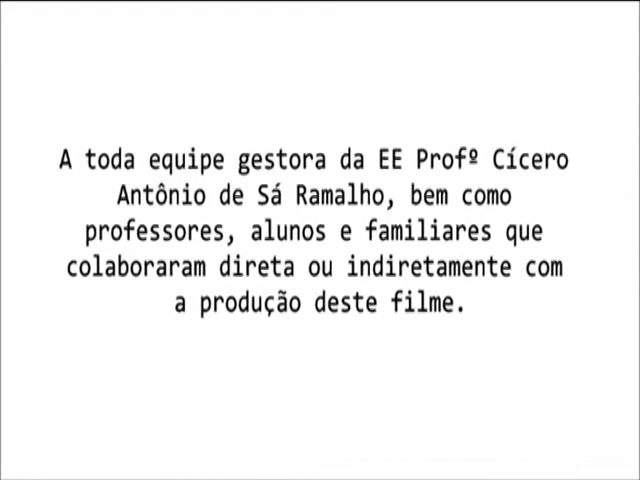 A toda equipe gestora da EE Profº Cícero
Antônio de Sá Ramalho, bem como
professores, alunos e familiares que
colaboraram direta ou indiretamente com
a produção deste filme.